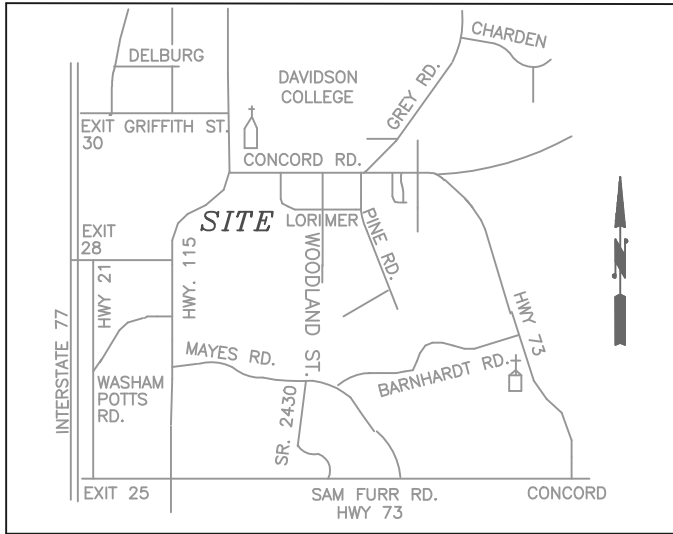 CHARDEN
DELBURG
DAVIDSON
COLLEGE
GREY RD.
EXIT GRIFFITH ST.
30
CONCORD RD.
SITE
LORIMER
EXIT
28
PINE RD.
WOODLAND ST.
HWY 21
HWY. 115
HWY 73
INTERSTATE 77
MAYES RD.
BARNHARDT RD.
WASHAM
POTTS
RD.
SR. 2430
EXIT 25
SAM FURR RD.
HWY 73
CONCORD
N